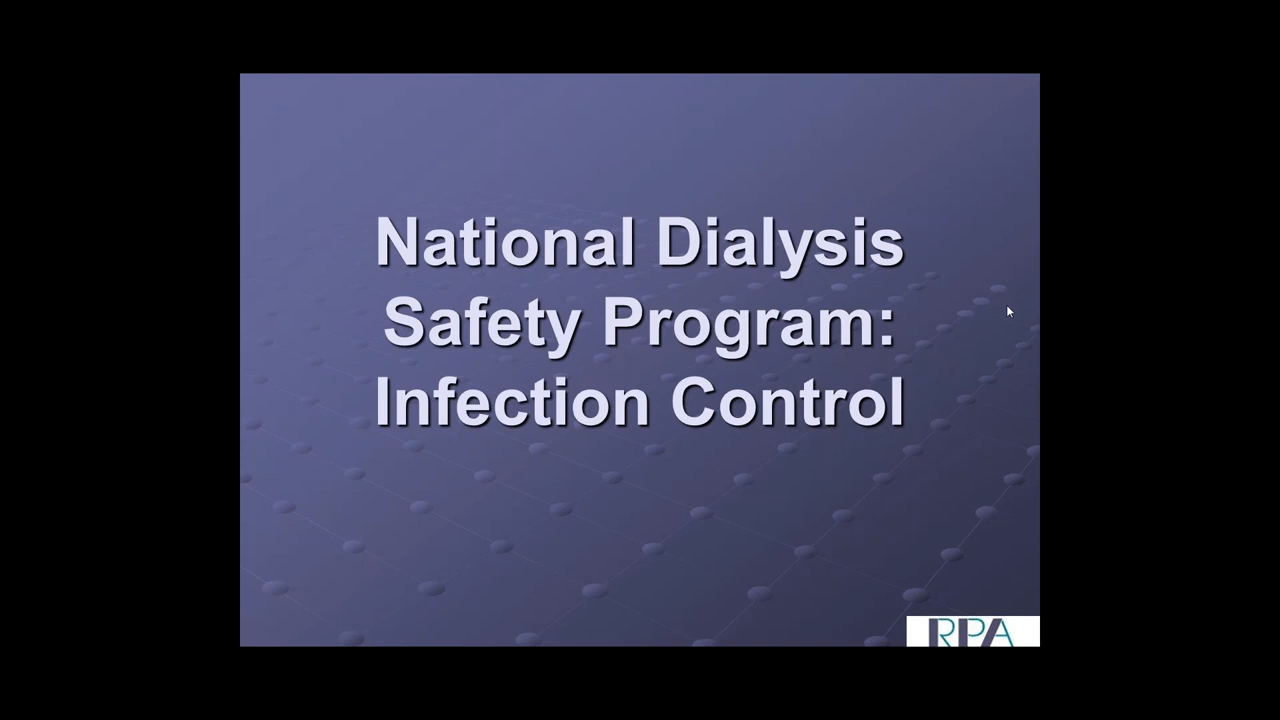 National Dialysis
Safety Program:
Infection Control
RPA